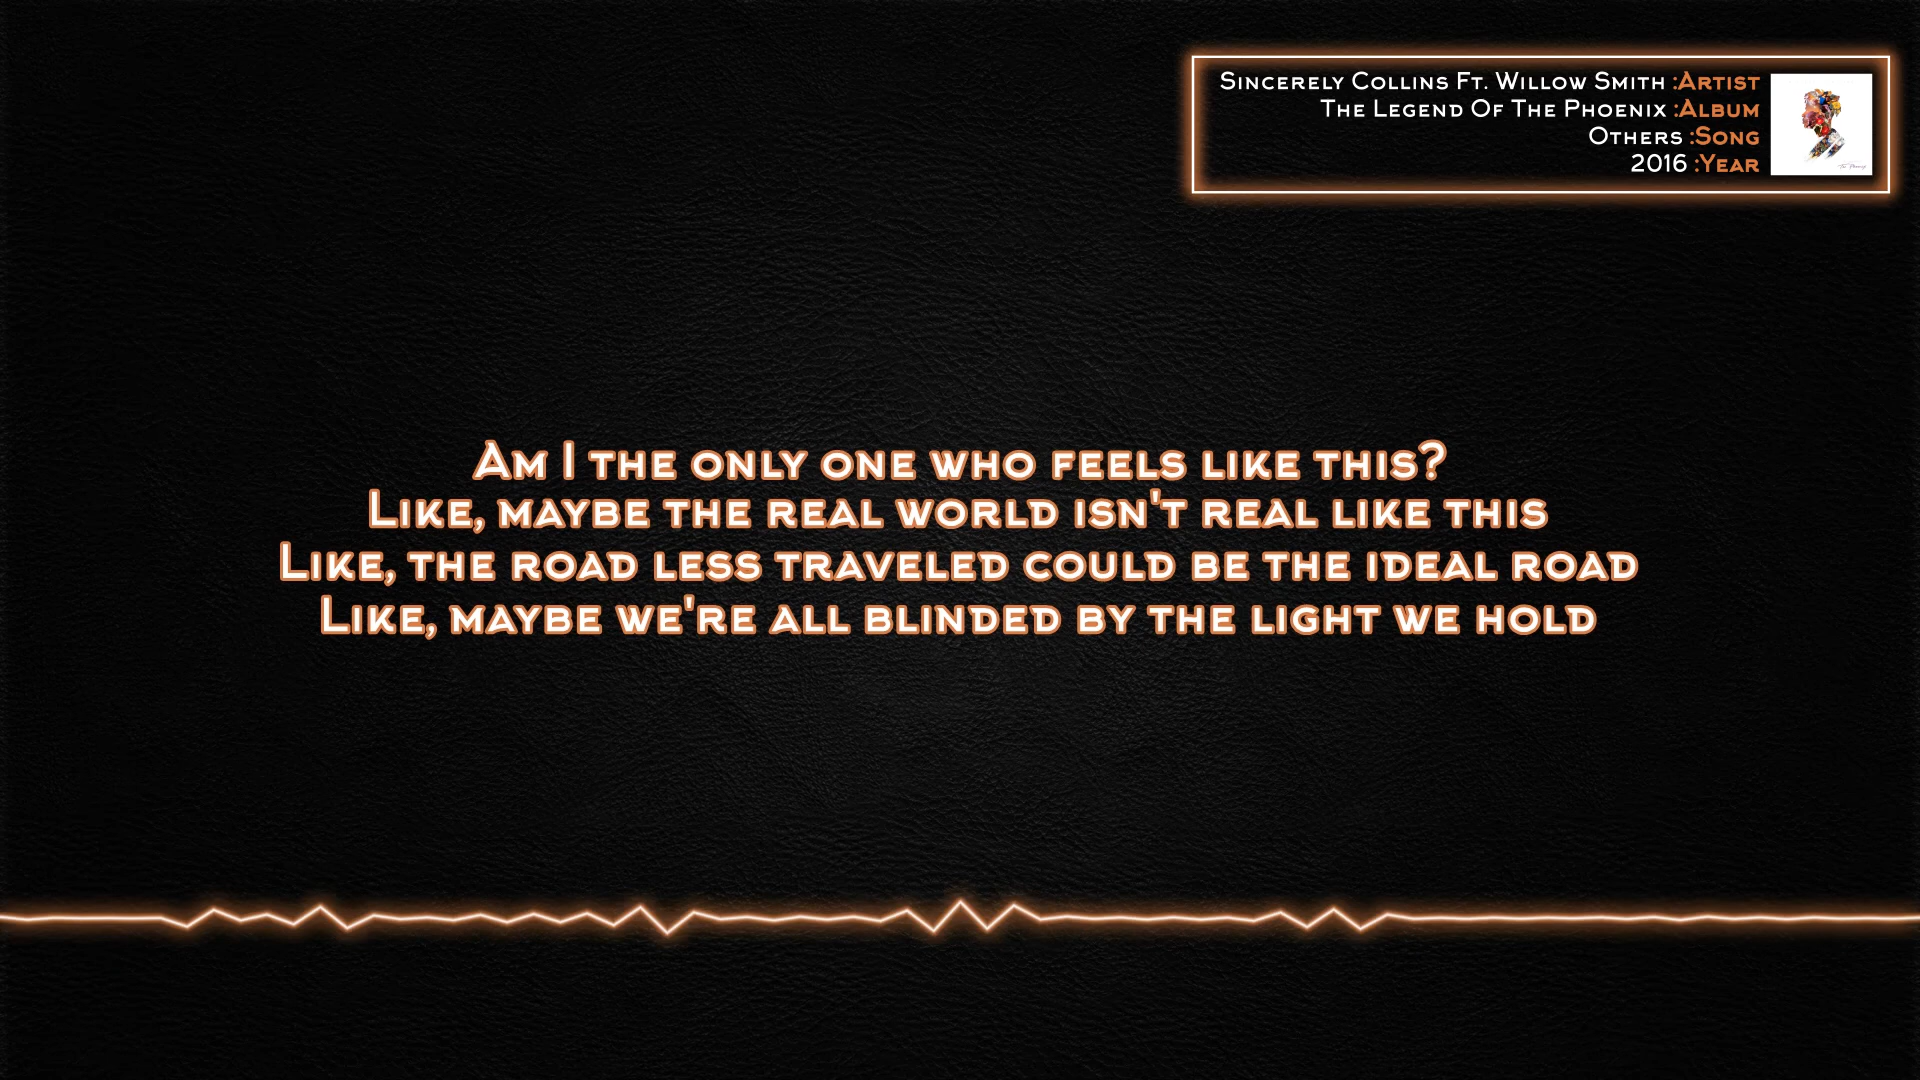 Sincerely Collins Ft. Willow Smith :Artist
The Legend Of The Phoenix :Album
Others :Song
2016 :Year
Am I the only one who feels like this?
Like, maybe the real world isn't real like this
Like, the road less traveled could be the ideal road
Like, maybe we're all blinded by the light we hold